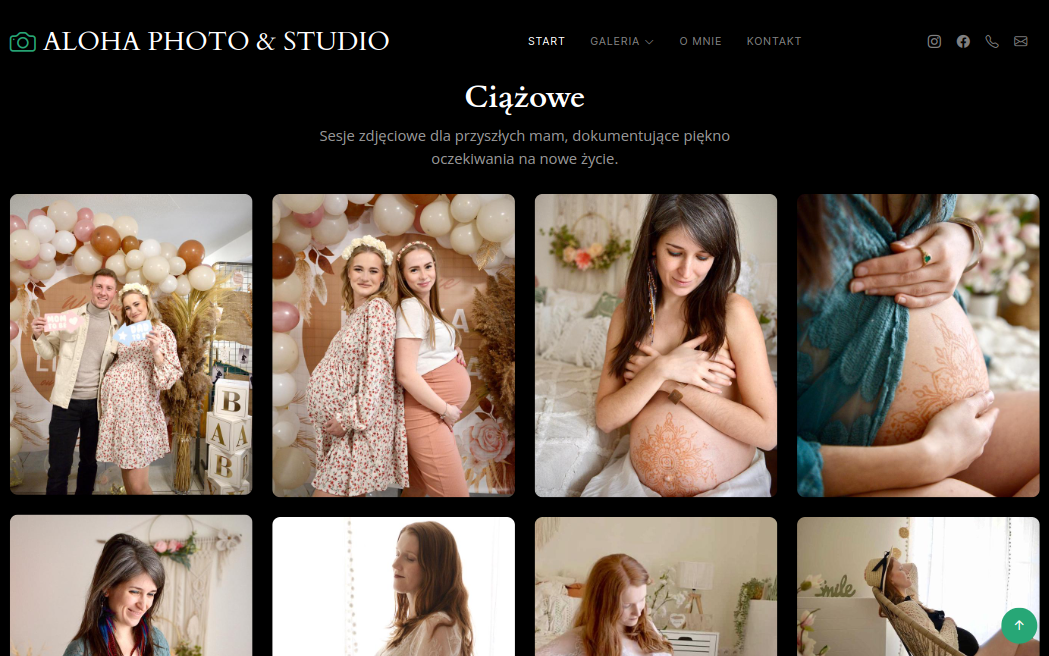 ALOHA PHOTO & STUDIO
START GALERIA O MNIE KONTAKT
Ciążowe
Sesje zdjęciowe dla przyszłych mam, dokumentujące piękno
oczekiwania na nowe życie.
B
A A
B
A
smile